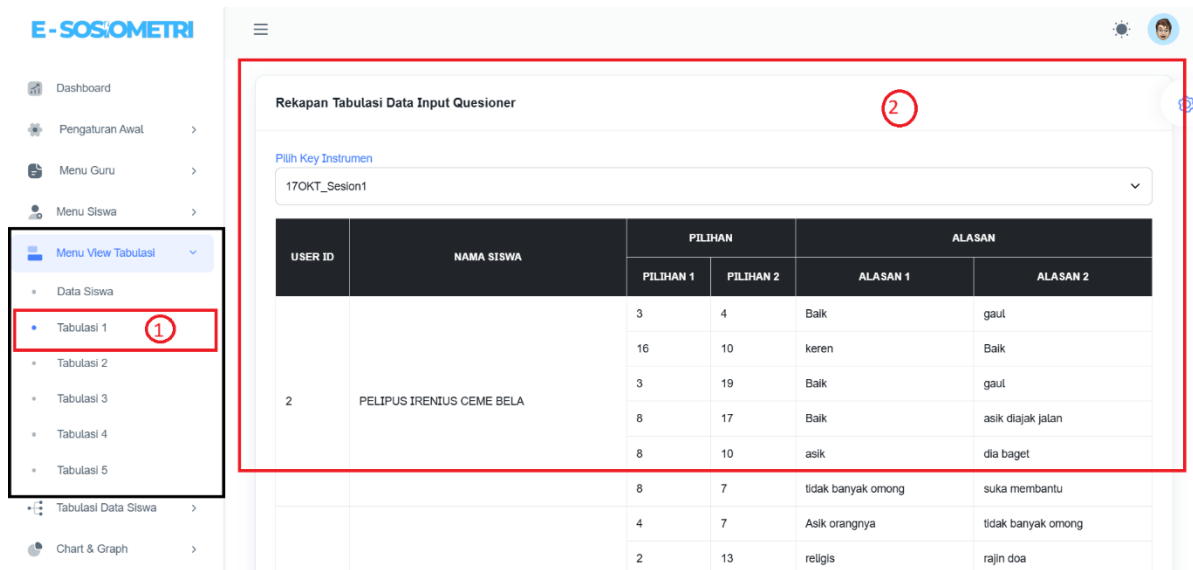 E - SOSIOMETRI
Dashboard
Pengaturan Awal
Menu Guru
Menu Siswa
Menu View Tabulasi
Data Siswa
Tabulasi 1
1
Tabulasi 2
Tabulasi 3
Tabulasi 4
Tabulasi 5
Tabulasi Data Siswa
Chart & Graph
Rekapan Tabulasi Data Input Quesioner
2
Pilih Key Instrumen
17OKT_Sesion1
USER ID NAMA SISWA PILIHAN ALASAN
PILIHAN 1 PILIHAN 2 ALASAN 1 ALASAN 2
3 4 Baik gaul
16 10 keren Baik
3 19 Baik gaul
2 PELIPUS IRENIUS CEME BELA
8 17 Baik asik diajak jalan
8 10 asik dia baget
8 7 tidak banyak omong suka membantu
4 7 Asik orangnya tidak banyak omong
2 13 religis rajin doa